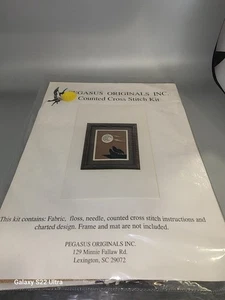 PEGASUS ORIGINALS INC.
Counted Cross Stitch Kit
This kit contains: Fabric, floss, needle, counted cross stitch instructions and
charted design. Frame and mat are not included.
PEGASUS ORIGINALS INC.
129 Minnie Fallaw Rd.
Lexington, SC 29072
Galaxy S22 Ultra